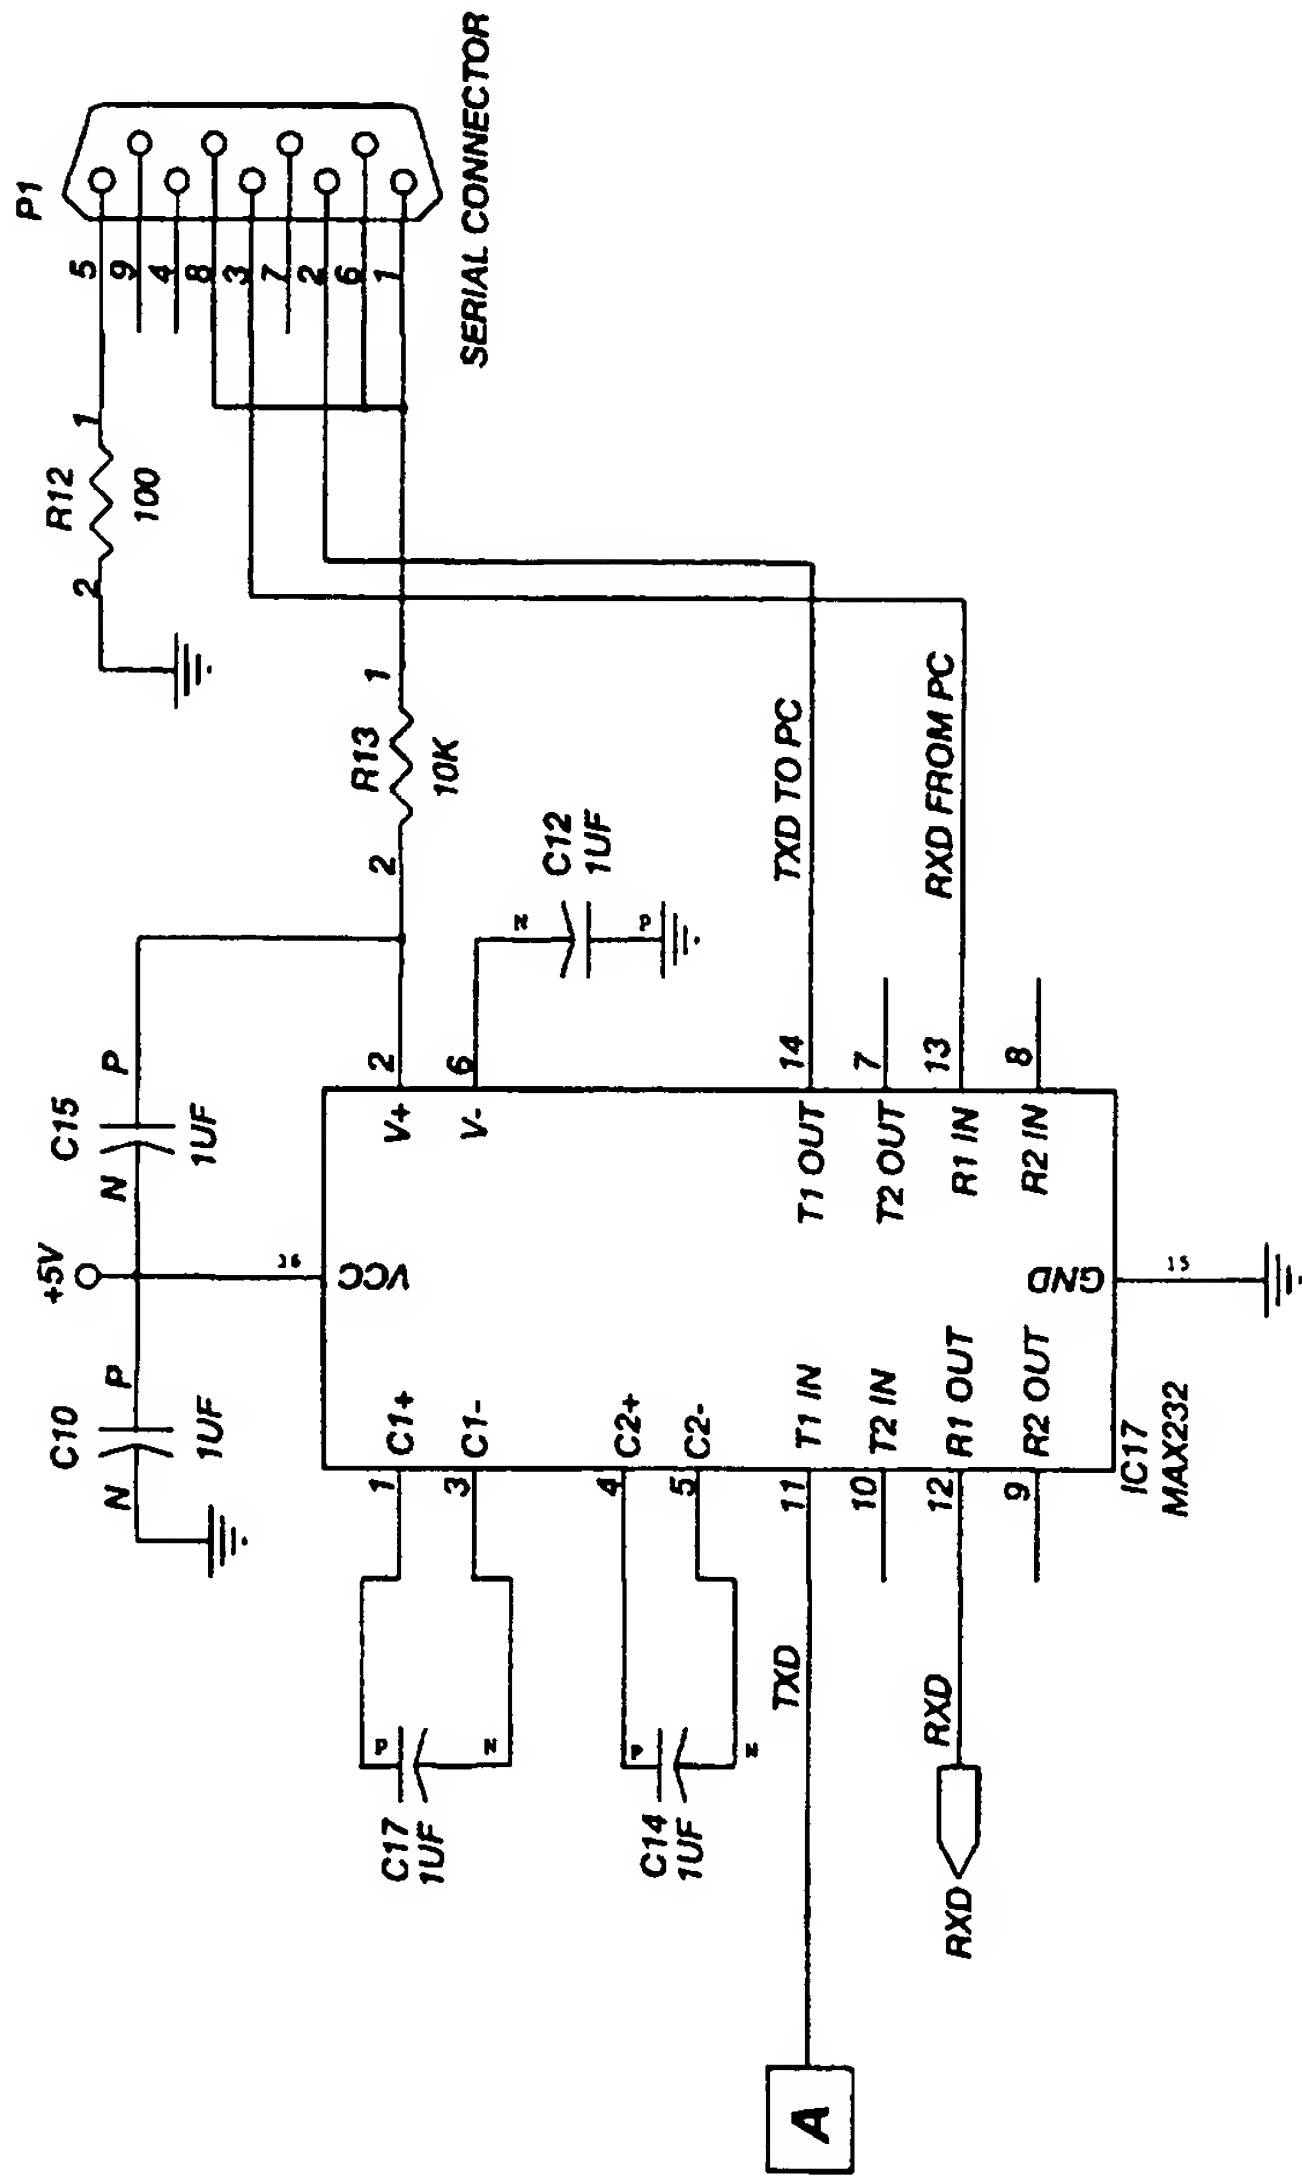 P1
5
9
4
8
3
7
2
6
1
SERIAL CONNECTOR
1
R12
100
2
1
R13
10K
2
C12
1UF
N
P
TXD TO PC
RXD FROM PC
P
C15
1UF
N
+5V
P
C10
1UF
N
2
6
14
7
13
8
V+
V-
T1 OUT
T2 OUT
R1 IN
R2 IN
16
VCC
GND
15
C1+
C1-
C2+
C2-
T1 IN
T2 IN
R1 OUT
R2 OUT
1
3
4
5
11
10
12
9
IC17
MAX232
P
N
C17
1UF
P
N
C14
1UF
TXD
RXD
RXD
A